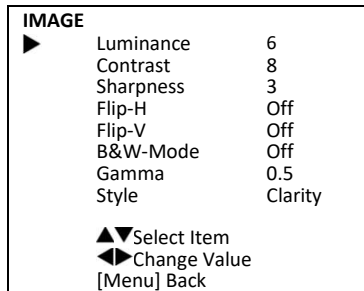 IMAGE
▶ Luminance 6
Contrast 8
Sharpness 3
Flip-H Off
Flip-V Off
B&W-Mode Off
Gamma 0.5
Style Clarity
▲▼Select Item
◀▶Change Value
[Menu] Back